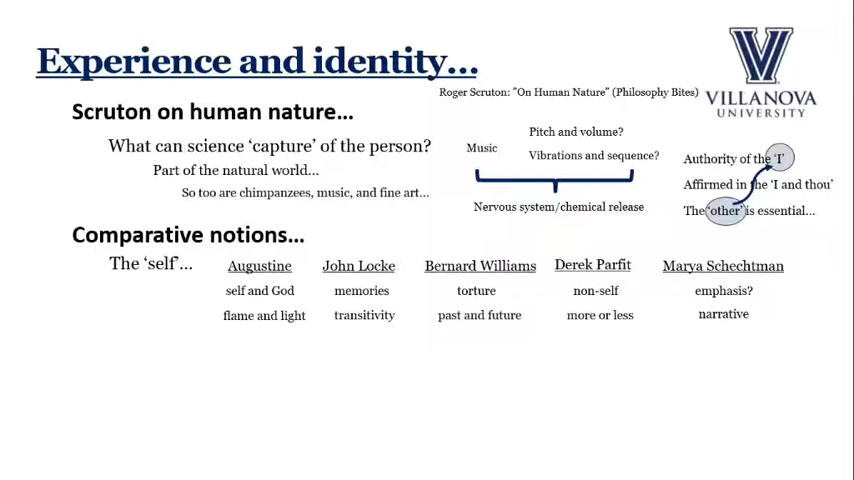 Experience and identity...
Roger Scruton: "On Human Nature" (Philosophy Bites)
VILLANOVA
UNIVERSITY
Scruton on human nature...
What can science 'capture' of the person?
Part of the natural world...
So too are chimpanzees, music, and fine art...
Music
Pitch and volume?
Vibrations and sequence?
Nervous system/chemical release
Authority of the 'I'
Affirmed in the 'I and thou'
The 'other' is essential...
Comparative notions...
The 'self'...
Augustine
self and God
flame and light
John Locke
memories
transitivity
Bernard Williams
torture
past and future
Derek Parfit
non-self
more or less
Marya Schechtman
emphasis?
narrative